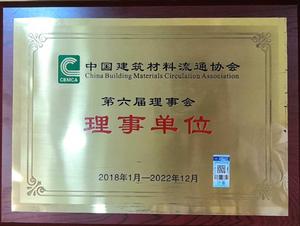 中国建筑材料流通协会
China Building Materials Circulation Association
CBMCA
第六届理事会
理事单位
2018年1月—2022年12月